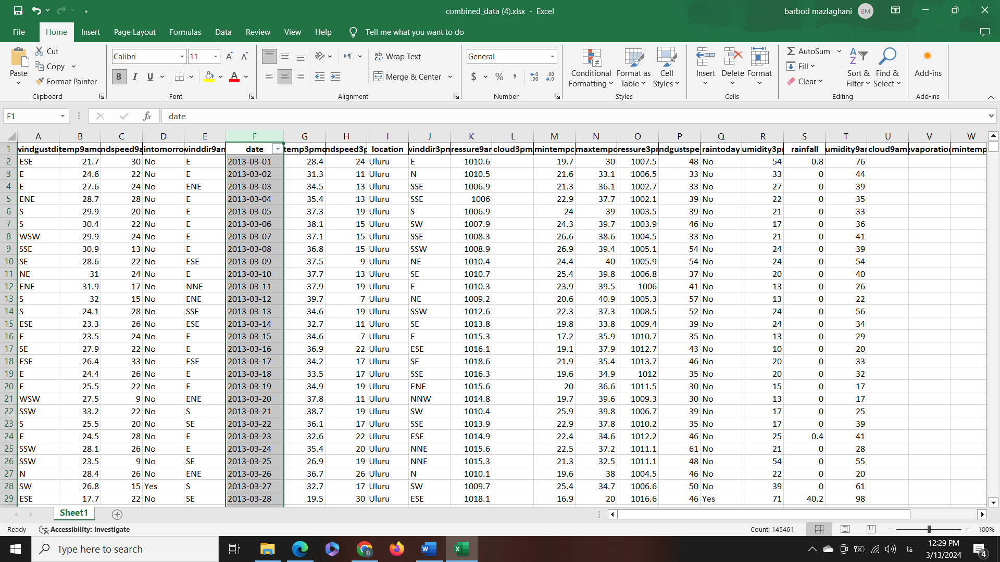 combined_data (4).xlsx - Excel
barbod mazlaghani BM
File Home Insert Page Layout Formulas Data Review View Help Tell me what you want to do
Paste Cut Copy Format Painter Clipboard
Calibri 11 B I U Font
Wrap Text Merge & Center Alignment
General $ % Number
Conditional Formatting Format as Table Cell Styles Styles
Insert Delete Format Cells
AutoSum Fill Clear Sort & Filter Find & Select Editing
Add-ins Add-ins
F1 fx date
A B C D E F G H I J K L M N O P Q R S T U V W
1 windgustdi temp9amc ndspeed9a intomorro winddir9an date temp3pmc ndspeed3p location winddir3pn ressure9ar cloud3pm mintempc maxtempc ressure3pr ndgustspe raintoday umidity3pr rainfall umidity9ar cloud9am evaporation mintemp
2 ESE 21.7 30 No E 2013-03-01 28.4 24 Uluru E 1010.6 19.7 30 1007.5 48 No 54 0.8 76
3 E 24.6 22 No E 2013-03-02 31.3 11 Uluru N 1010.5 21.6 33.1 1006.5 33 No 33 0 44
4 E 27.6 24 No ENE 2013-03-03 34.5 13 Uluru SSE 1006.9 21.3 36.1 1002.7 33 No 27 0 39
5 ENE 28.7 28 No E 2013-03-04 35.4 13 Uluru SSE 1006 22.9 37.7 1002.1 39 No 22 0 35
6 S 29.9 20 No E 2013-03-05 37.3 19 Uluru S 1006.9 24 39 1003.5 39 No 21 0 33
7 S 30.4 22 No E 2013-03-06 38.1 15 Uluru SW 1007.9 24.3 39.7 1003.9 46 No 17 0 36
8 WSW 29.9 24 No E 2013-03-07 37.1 15 Uluru SSE 1008.3 26.6 38.6 1004.5 33 No 21 0 41
9 SSE 30.9 13 No E 2013-03-08 36.8 15 Uluru SSW 1008.9 26.9 39.4 1005.1 54 No 24 0 39
10 SE 28.6 22 No ESE 2013-03-09 37.5 9 Uluru NE 1010.4 24.4 40 1005.9 54 No 24 0 54
11 NE 31 24 No E 2013-03-10 37.7 13 Uluru SE 1010.7 25.4 39.8 1006.8 37 No 20 0 40
12 ENE 31.9 17 No NNE 2013-03-11 37.9 19 Uluru E 1010.3 23.9 39.5 1006 41 No 13 0 26
13 S 32 15 No ENE 2013-03-12 39.7 7 Uluru NE 1009.2 20.6 40.9 1005.3 57 No 13 0 22
14 S 24.1 28 No SSE 2013-03-13 34.6 19 Uluru SSW 1012.6 22.3 37.3 1008.5 52 No 24 0 56
15 ESE 23.3 26 No ESE 2013-03-14 32.7 11 Uluru SE 1013.8 19.8 33.8 1009.4 39 No 24 0 34
16 E 23.5 24 No E 2013-03-15 34.6 7 Uluru E 1015.3 17.2 35.9 1010.7 35 No 13 0 29
17 SE 27.9 22 No E 2013-03-16 36.9 22 Uluru ESE 1016.1 19.1 37.9 1012.7 43 No 10 0 20
18 ESE 26.4 33 No ESE 2013-03-17 34.2 17 Uluru SE 1018.6 21.9 35.4 1013.7 46 No 20 0 33
19 E 24.4 26 No E 2013-03-18 33.5 17 Uluru SSE 1016.3 19.6 34.9 1012 35 No 20 0 32
20 E 25.5 22 No E 2013-03-19 34.9 19 Uluru ENE 1015.6 20 36.6 1011.5 30 No 15 0 17
21 WSW 27.5 9 No ENE 2013-03-20 37.8 11 Uluru NNW 1014.8 19.7 39.6 1009.3 30 No 13 0 17
22 SSW 33.2 22 No S 2013-03-21 38.7 19 Uluru SW 1010.4 25.9 39.8 1006.7 39 No 17 0 25
23 S 25.5 20 No SE 2013-03-22 36.1 17 Uluru SSE 1013.9 22.9 37.8 1010.2 35 No 17 0 39
24 E 24.5 28 No E 2013-03-23 32.6 22 Uluru ESE 1014.9 22.4 34.6 1012.2 46 No 25 0.4 41
25 SSW 28.1 26 No E 2013-03-24 35.4 20 Uluru NNE 1015.6 22.5 37.2 1011.1 61 No 21 0 28
26 SSW 23.5 9 No SE 2013-03-25 26.9 19 Uluru NNE 1015.3 21.3 32.5 1011.1 48 No 54 0 55
27 N 28.4 26 No ENE 2013-03-26 36.7 26 Uluru N 1010.1 19.6 38 1004.5 46 No 22 0 20
28 SW 26.8 15 Yes S 2013-03-27 32.7 17 Uluru SW 1009.7 25.4 34.7 1006.6 50 No 39 0 61
29 ESE 17.7 22 No SE 2013-03-28 19.5 30 Uluru ESE 1018.1 16.9 20 1016.6 46 Yes 71 40.2 98
Sheet1
Ready Accessibility: Investigate Count: 145461 100%
Type here to search فا 12:29 PM
3/13/2024 4